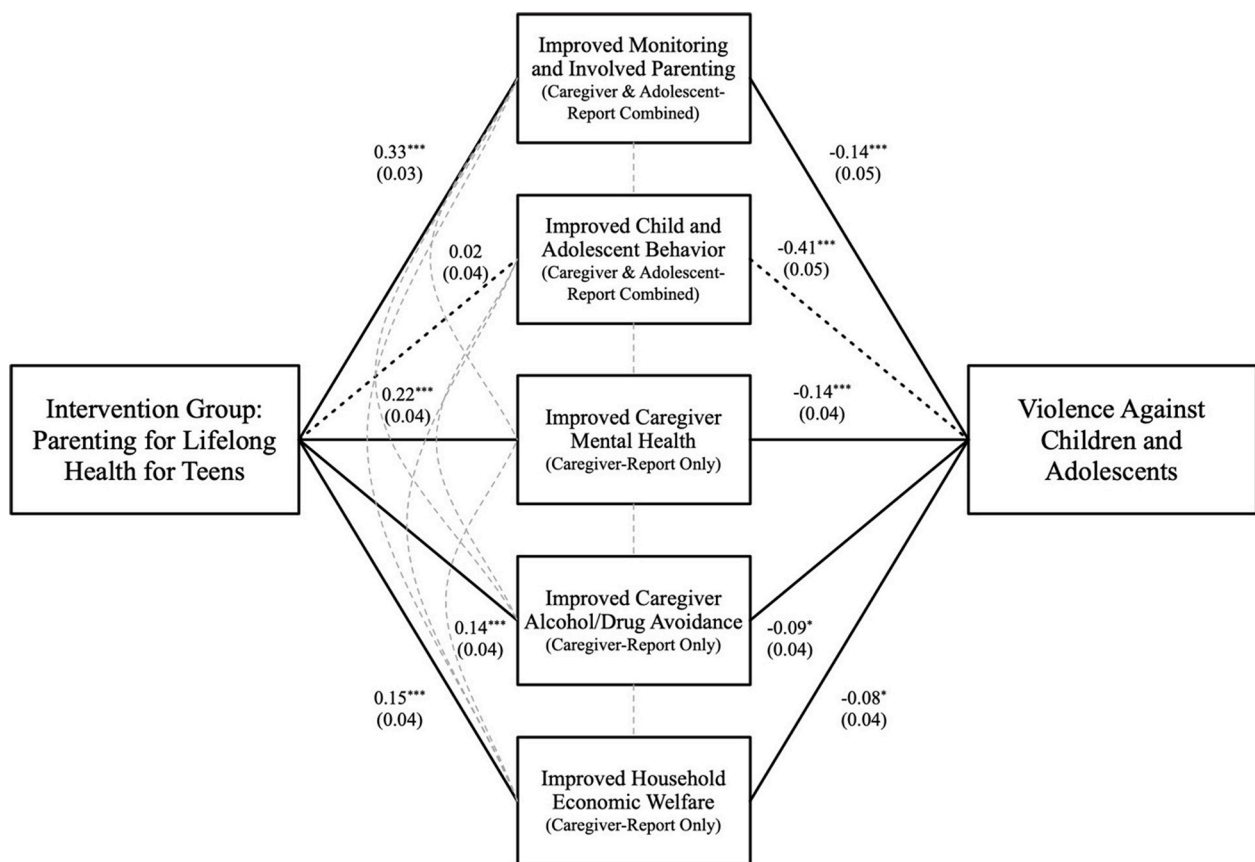 Improved Monitoring
and Involved Parenting
(Caregiver & Adolescent-
Report Combined)
0.33***
(0.03)
-0.14***
(0.05)
Improved Child and
Adolescent Behavior
(Caregiver & Adolescent-
Report Combined)
0.02
(0.04)
-0.41***
(0.05)
Intervention Group:
Parenting for Lifelong
Health for Teens
0.22***
(0.04)
Improved Caregiver
Mental Health
(Caregiver-Report Only)
-0.14***
(0.04)
Violence Against
Children and
Adolescents
Improved Caregiver
Alcohol/Drug Avoidance
(Caregiver-Report Only)
0.14***
(0.04)
-0.09*
(0.04)
0.15***
(0.04)
-0.08*
(0.04)
Improved Household
Economic Welfare
(Caregiver-Report Only)